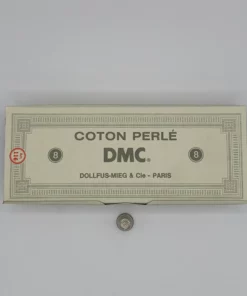 COTON PERLÉ
8 DMC® 8
DOLLFUS-MIEG & Cie - PARIS